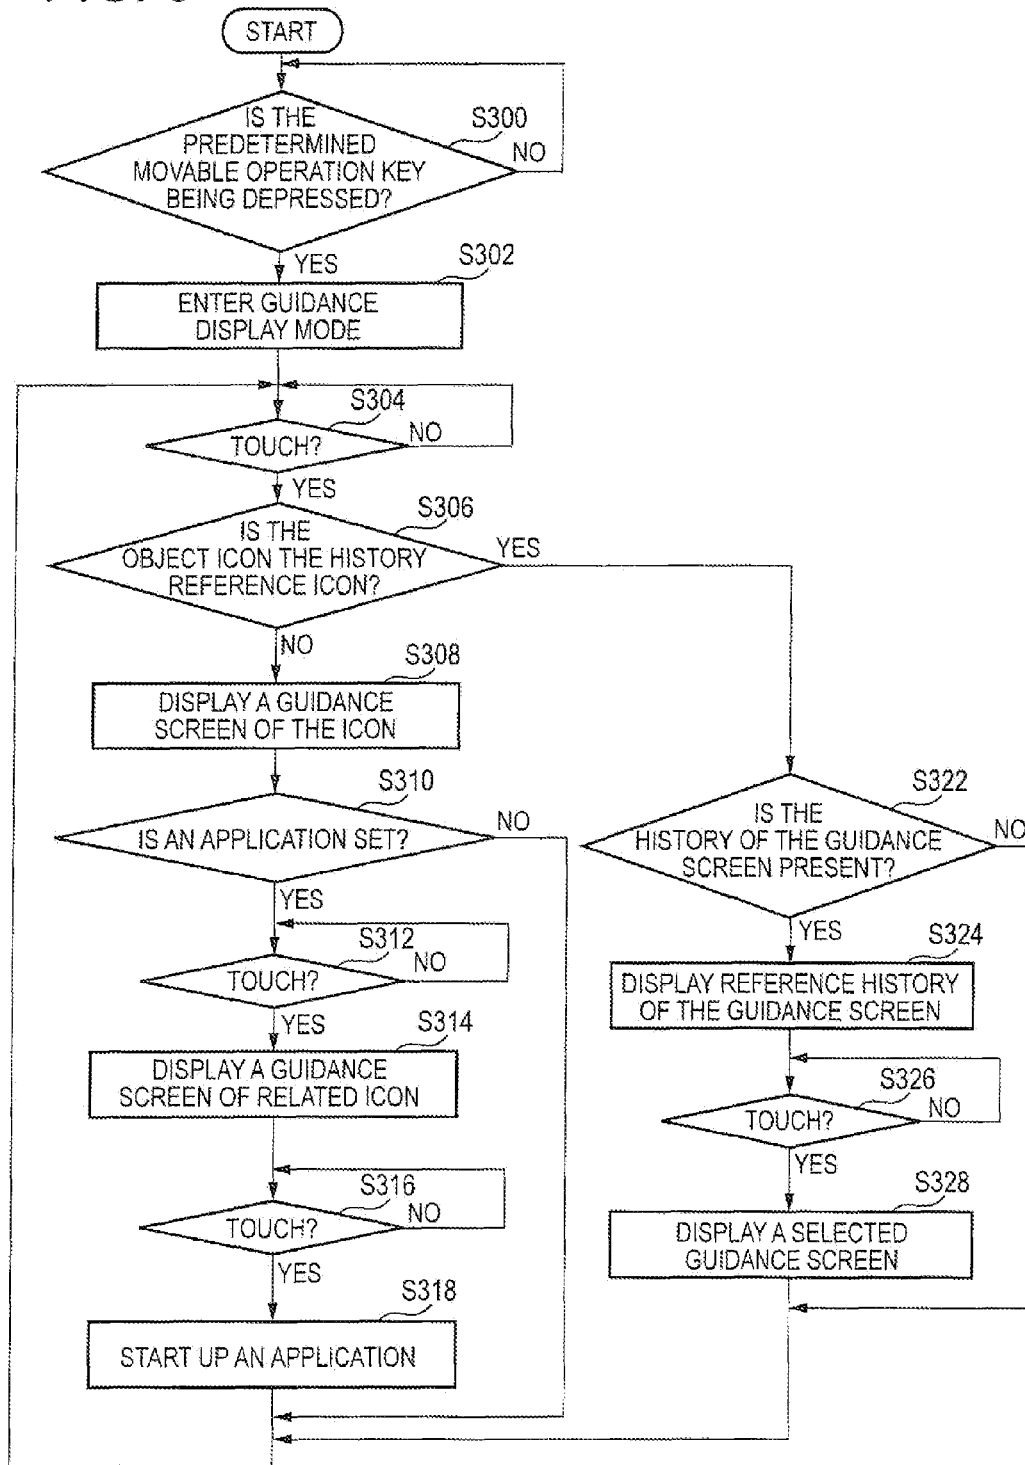 START
IS THE
PREDETERMINED
MOVABLE OPERATION KEY
BEING DEPRESSED?
S300
NO
YES
S302
ENTER GUIDANCE
DISPLAY MODE
S304
TOUCH?
NO
YES
S306
IS THE
OBJECT ICON THE HISTORY
REFERENCE ICON?
YES
NO
S308
DISPLAY A GUIDANCE
SCREEN OF THE ICON
S310
IS AN APPLICATION SET?
NO
YES
S312
TOUCH?
NO
YES
S314
DISPLAY A GUIDANCE
SCREEN OF RELATED ICON
S316
TOUCH?
NO
YES
S318
START UP AN APPLICATION
S322
IS THE
HISTORY OF THE GUIDANCE
SCREEN PRESENT?
NO
YES
S324
DISPLAY REFERENCE HISTORY
OF THE GUIDANCE SCREEN
S326
TOUCH?
NO
YES
S328
DISPLAY A SELECTED
GUIDANCE SCREEN